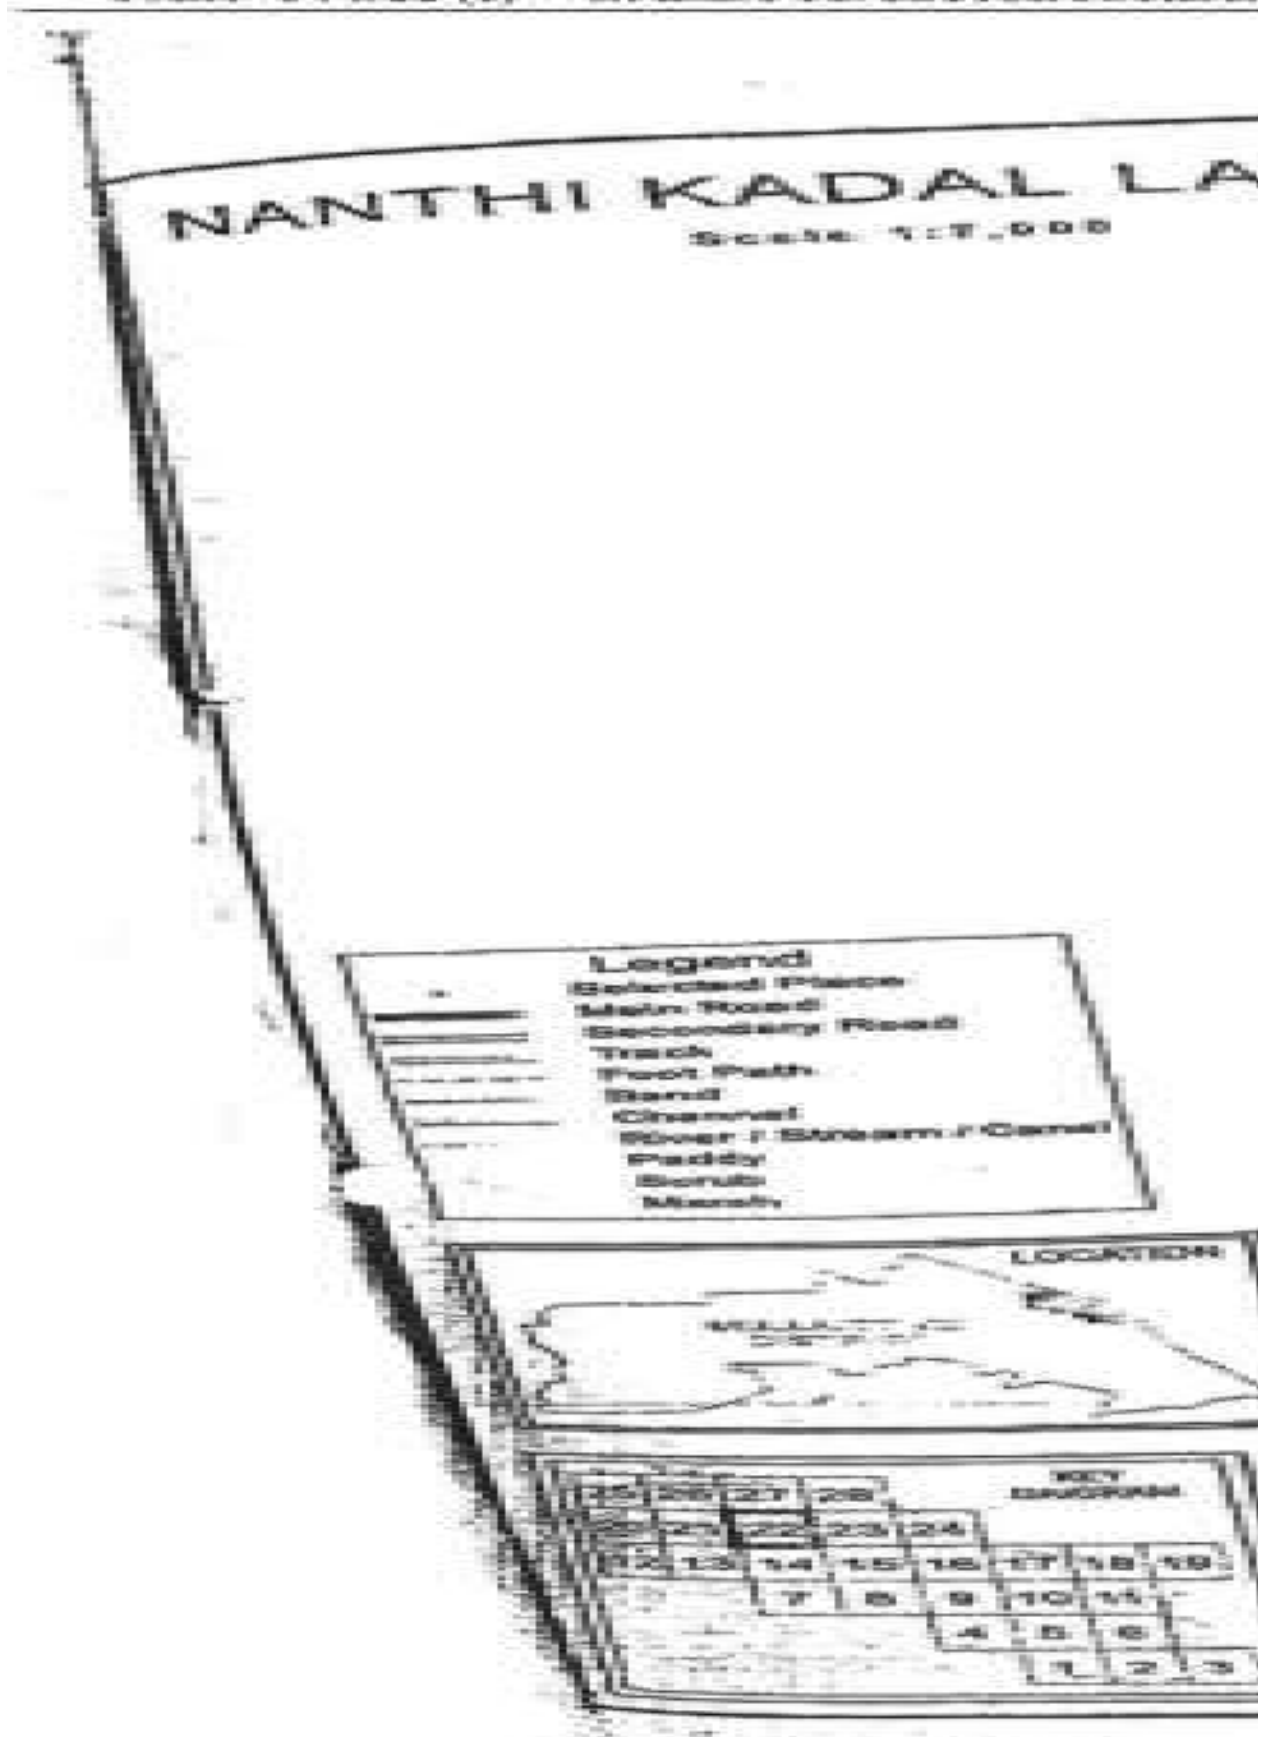 NANTHI KADAL LA
Scale 1:7,000
Legend
Selected Place
Main Road
Secondary Road
Track
Foot Path
Bund
Channel
River / Stream / Canal
Paddy
Scrub
Marsh
LOCATION
KEY
DIAGRAM
25 26 27 28
21 22 23 24
12 13 14 15 16 17 18 19
7 8 9 10 11
4 5 6
1 2 3